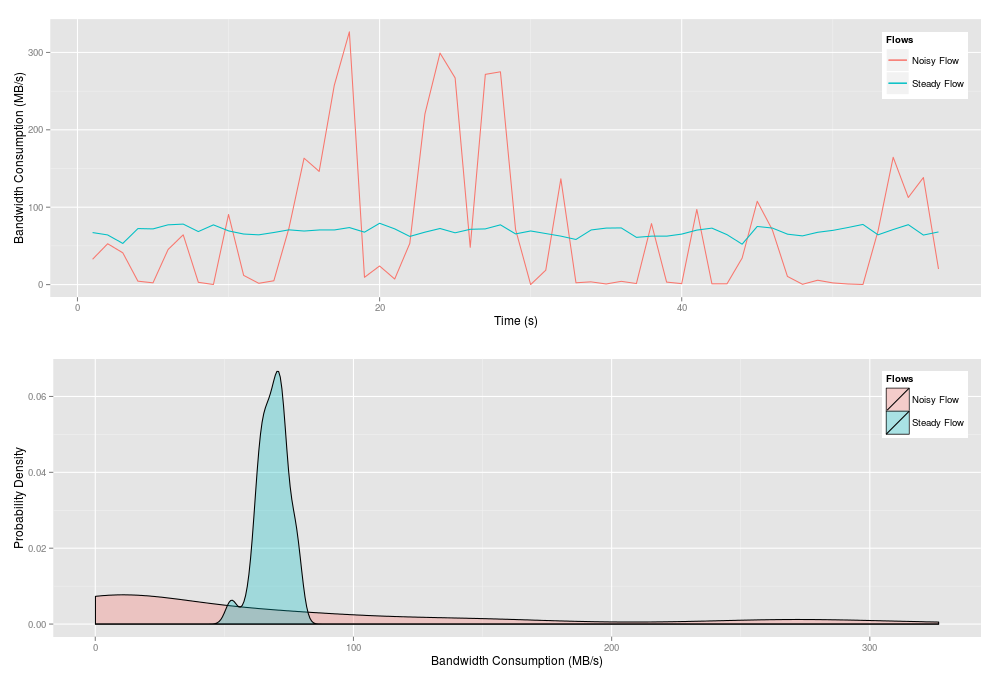 Bandwidth Consumption (MB/s)
300
200
100
0
Flows
Noisy Flow
Steady Flow
0
20
40
Time (s)
Probability Density
0.06
0.04
0.02
0.00
Flows
Noisy Flow
Steady Flow
0
100
200
300
Bandwidth Consumption (MB/s)